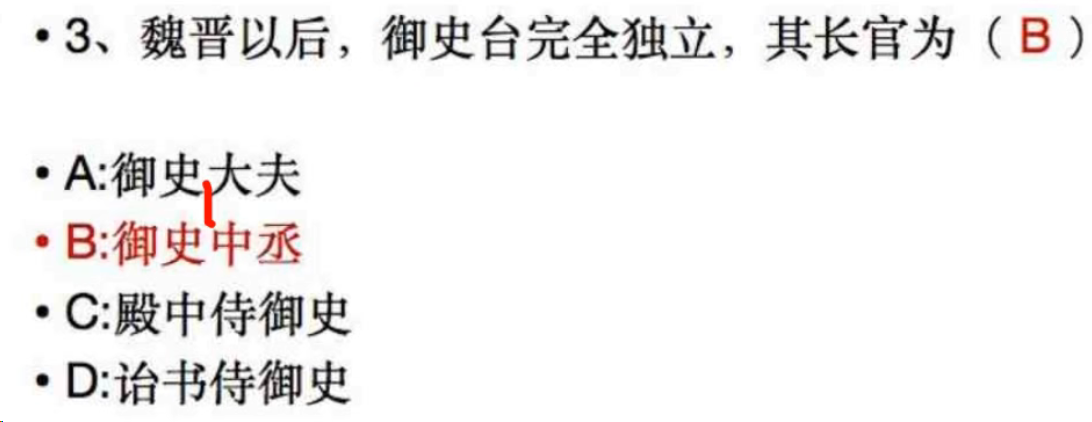 • 3、魏晋以后，御史台完全独立，其长官为（ B ）
• A:御史大夫
• B:御史中丞
• C:殿中侍御史
• D:诒书侍御史